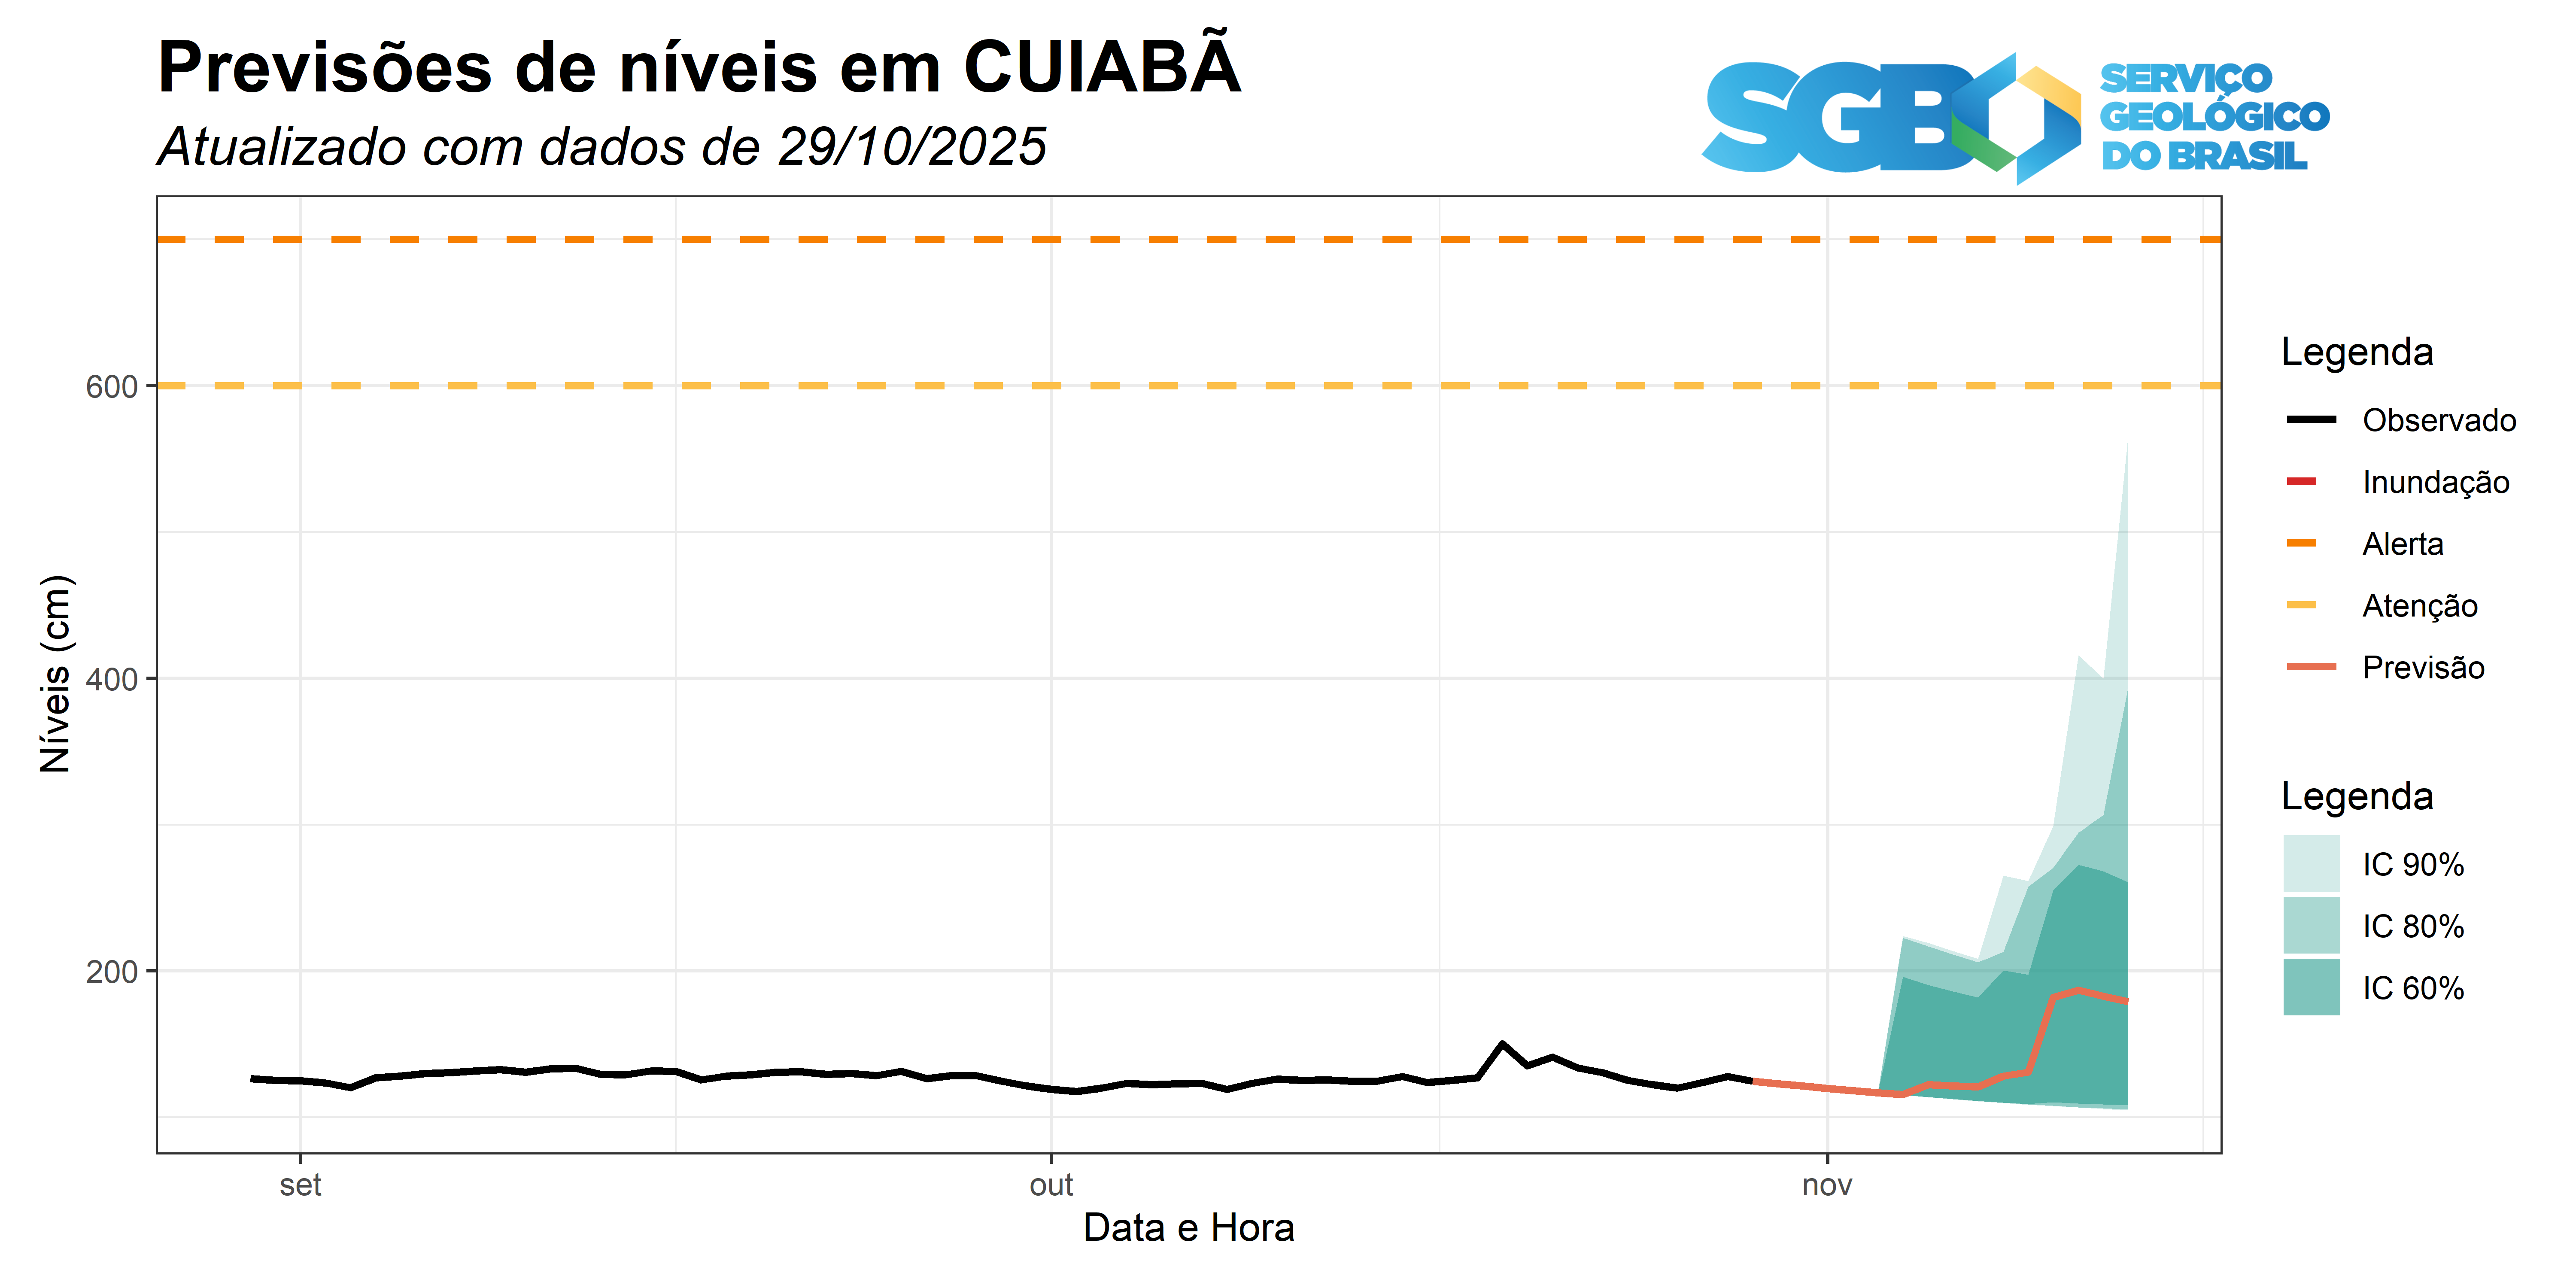 Previsões de níveis em CUIABÃ
Atualizado com dados de 29/10/2025
SGB
SERVIÇO
GEOLÓGICO
DO BRASIL
Níveis (cm)
600
400
200
set
out
nov
Data e Hora
Legenda
Observado
Inundação
Alerta
Atenção
Previsão
Legenda
IC 90%
IC 80%
IC 60%